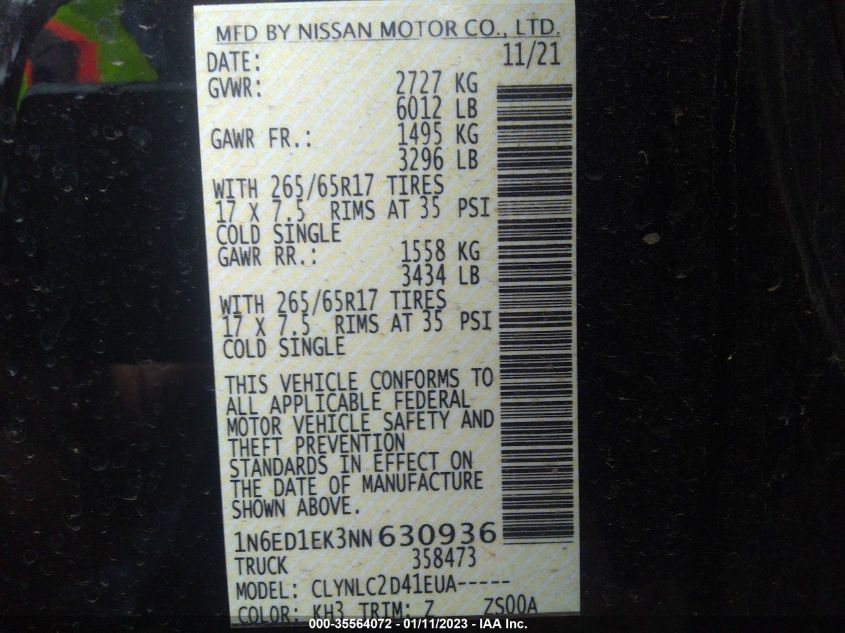 MFD BY NISSAN MOTOR CO., LTD.
DATE: 11/21
GVWR: 2727 KG
6012 LB
GAWR FR.: 1495 KG
3296 LB
WITH 265/65R17 TIRES
17 X 7.5 RIMS AT 35 PSI
COLD SINGLE
GAWR RR.: 1558 KG
3434 LB
WITH 265/65R17 TIRES
17 X 7.5 RIMS AT 35 PSI
COLD SINGLE
THIS VEHICLE CONFORMS TO
ALL APPLICABLE FEDERAL
MOTOR VEHICLE SAFETY AND
THEFT PREVENTION
STANDARDS IN EFFECT ON
THE DATE OF MANUFACTURE
SHOWN ABOVE.
1N6ED1EK3NN630936
TRUCK 358473
MODEL: CLYNLC2D41EUA-----
COLOR: KH3 TRIM: Z ZS00A
000-35564072 - 01/11/2023 - IAA Inc.